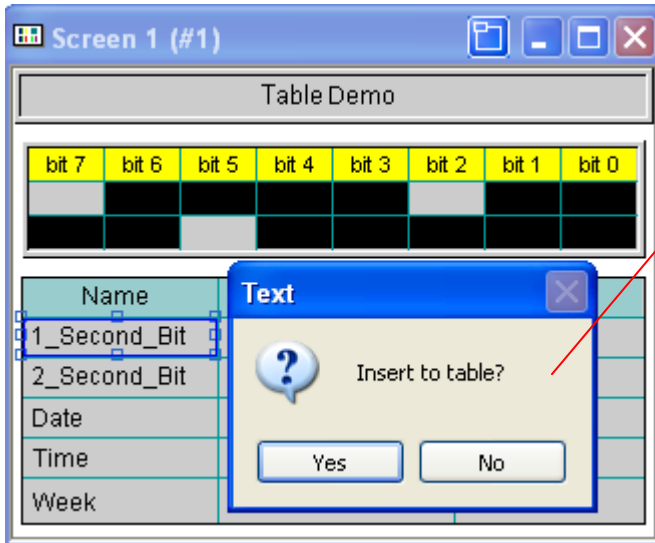 Screen 1 (#1)
Table Demo
bit 7 bit 6 bit 5 bit 4 bit 3 bit 2 bit 1 bit 0
Name
Text
1_Second_Bit
2_Second_Bit
Insert to table?
Date
Time
Yes No
Week